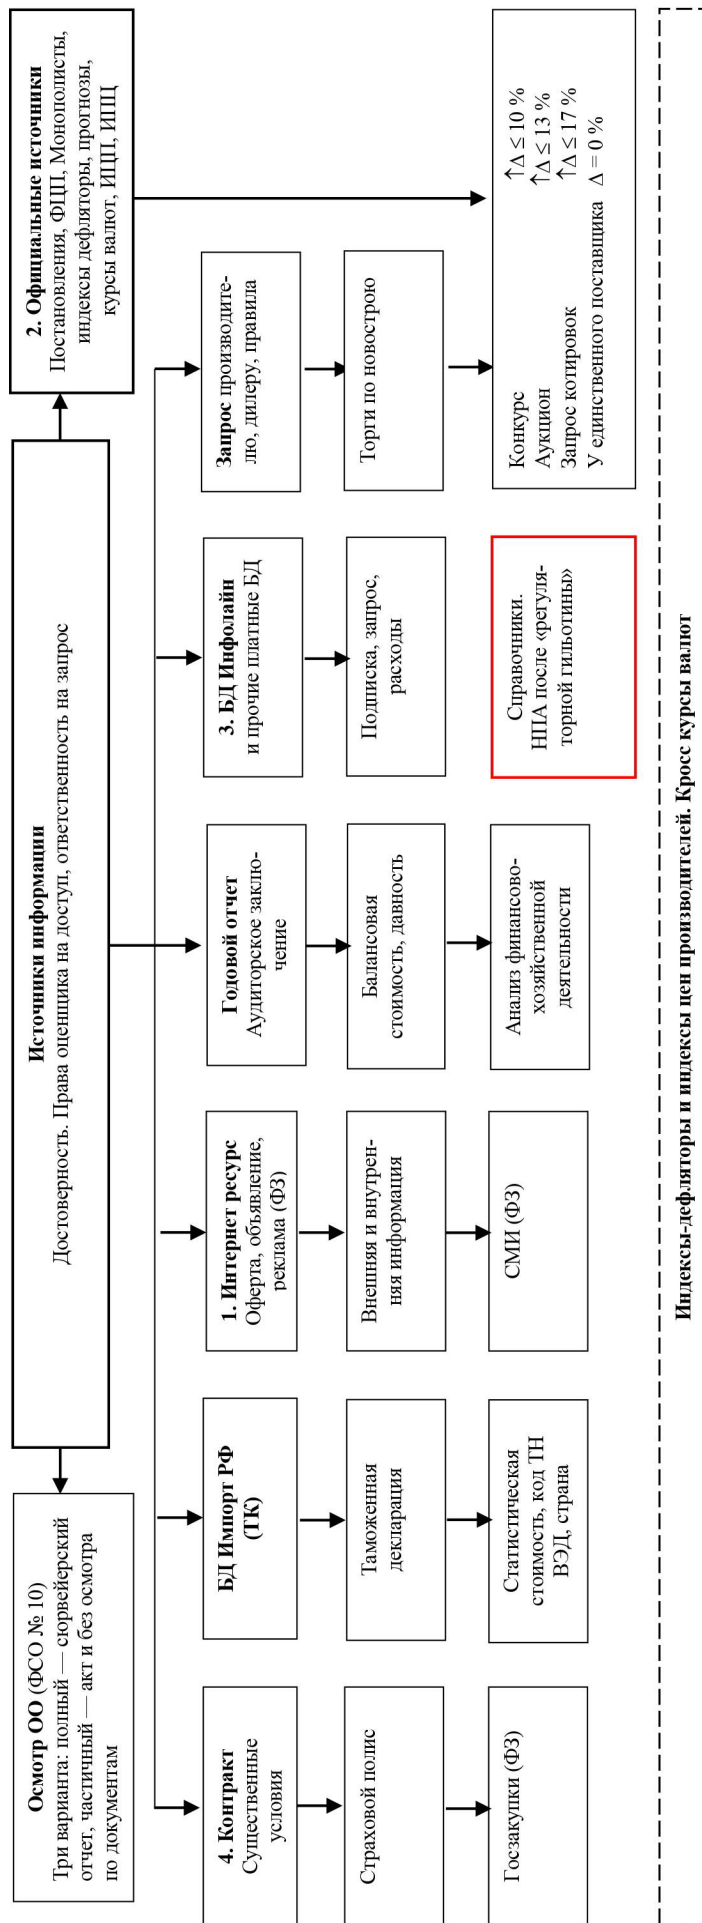 Осмотр ОО (ФСО № 10)
Три варианта: полный — сюрвейерский
отчет, частичный — акт и без осмотра
по документам
Источники информации
Достоверность. Права оценщика на доступ, ответственность на запрос
2. Официальные источники
Постановления, ФЦП, Монополисты,
индексы дефляторы, прогнозы,
курсы валют, ИЦП, ИПЦ
4. Контракт
Существенные
условия
БД Импорт РФ
(ТК)
1. Интернет ресурс
Оферта, объявление,
реклама (ФЗ)
Годовой отчет
Аудиторское заклю-
чение
3. БД Инфолайн
и прочие платные БД
Запрос производите-
лю, дилеру, правила
Страховой полис
Таможенная
декларация
Внешняя и внутрен-
няя информация
Балансовая
стоимость, давность
Подписка, запрос,
расходы
Торги по новострою
Госзакупки (ФЗ)
Статистическая
стоимость, код ТН
ВЭД, страна
СМИ (ФЗ)
Анализ финансово-
хозяйственной
деятельности
Справочники.
НПА после «регуля-
торной гильотины»
Конкурс ↑Δ ≤ 10 %
Аукцион ↑Δ ≤ 13 %
Запрос котировок ↑Δ ≤ 17 %
У единственного поставщика Δ = 0 %
Индексы-дефляторы и индексы цен производителей. Кросс курсы валют